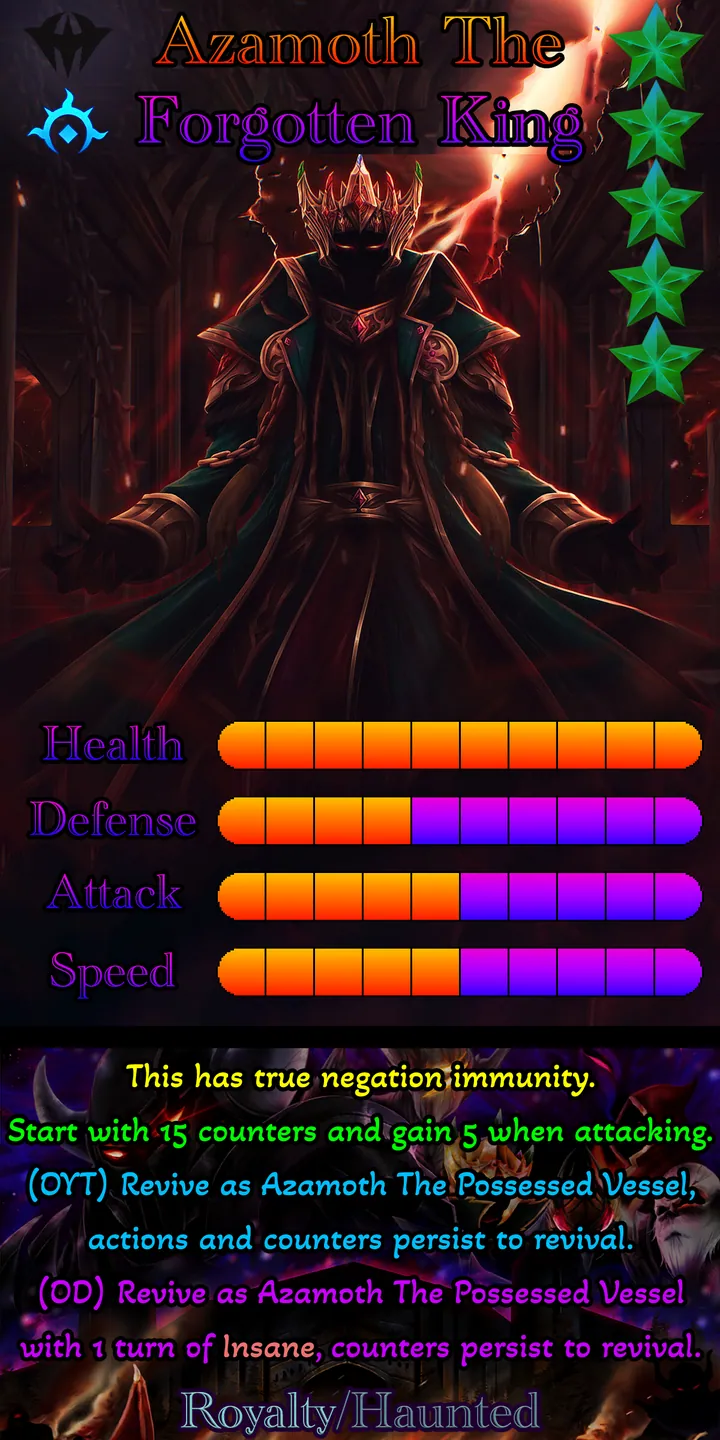 Azamoth The
Forgotten King
Health
Defense
Attack
Speed
This has true negation immunity.
Start with 15 counters and gain 5 when attacking.
(OYT) Revive as Azamoth The Possessed Vessel,
actions and counters persist to revival.
(OD) Revive as Azamoth The Possessed Vessel
with 1 turn of Insane, counters persist to revival.
Royalty/Haunted